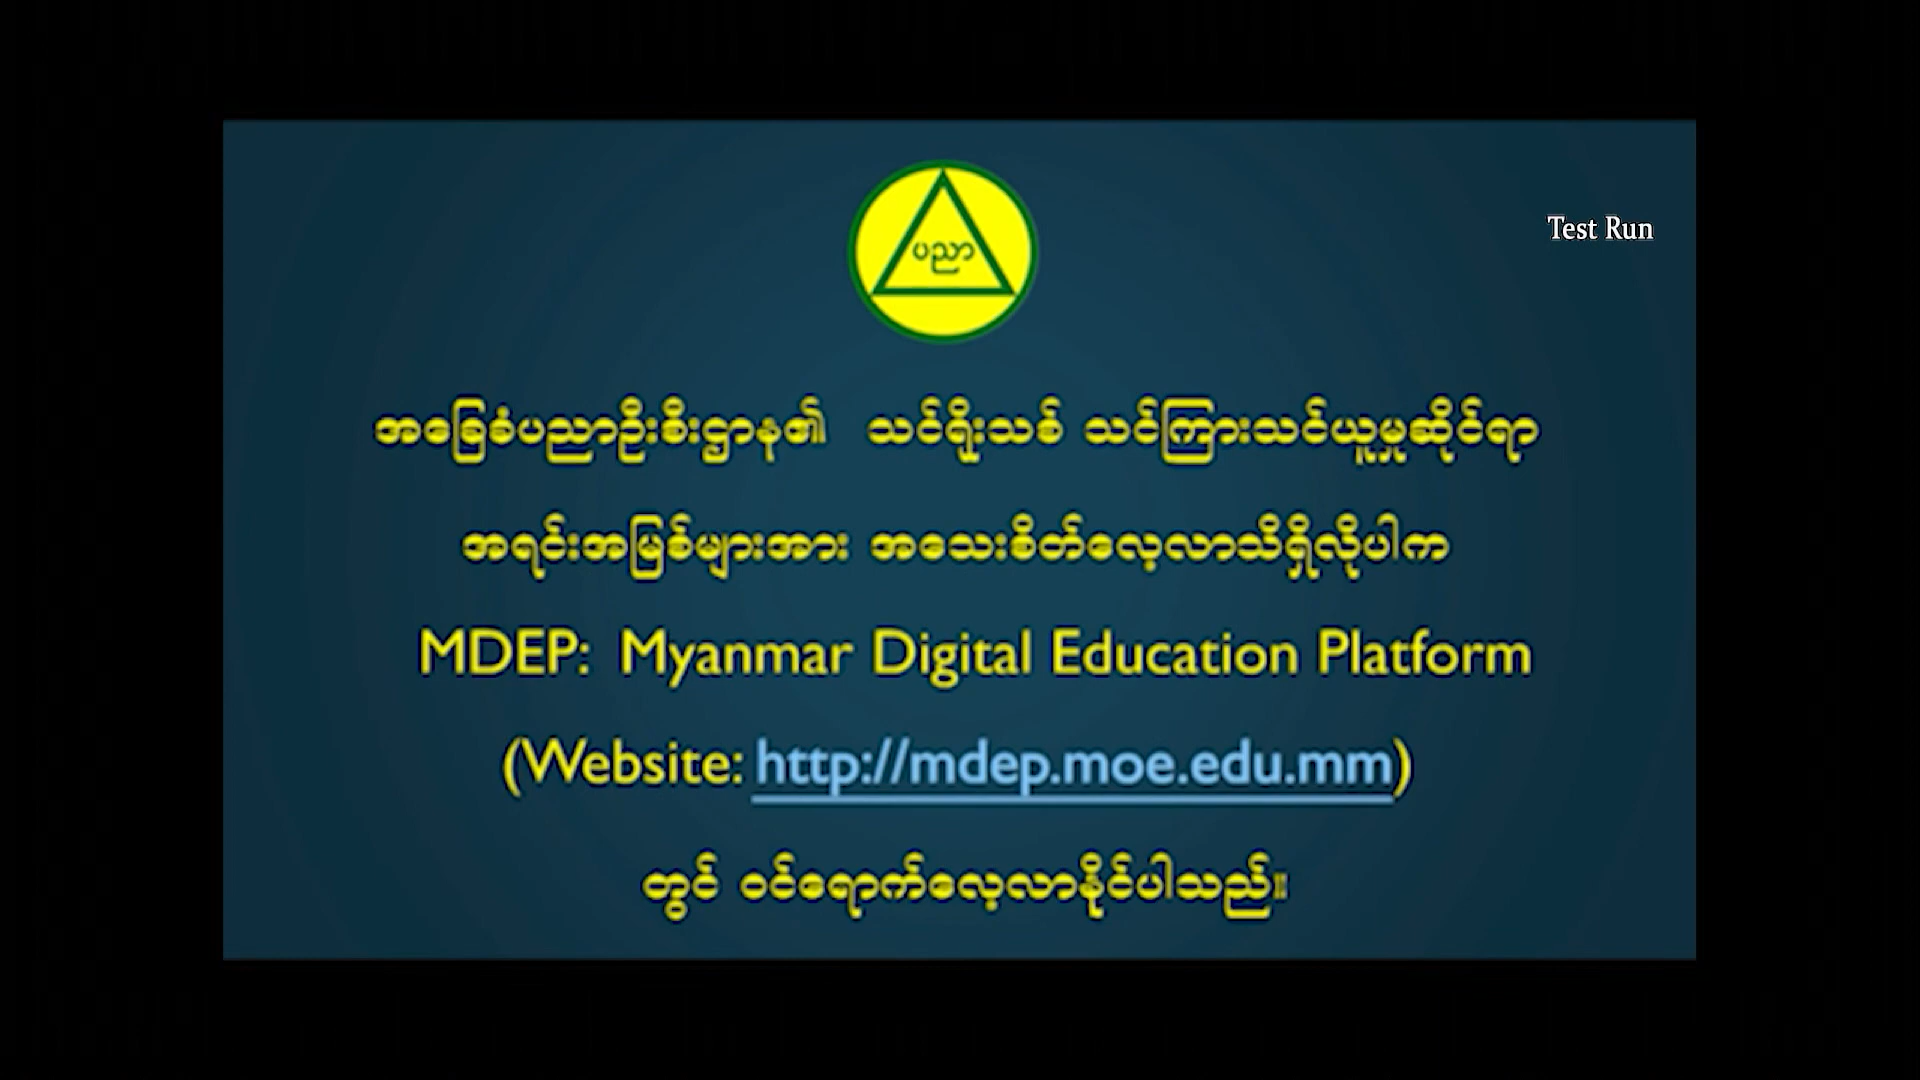 Test Run
ပညာ
အခြေခံပညာဦးစီးဌာန၏ သင်ရိုးသစ် သင်ကြားသင်ယူမှုဆိုင်ရာ
အရင်းအမြစ်များအား အသေးစိတ်လေ့လာသိရှိလိုပါက
MDEP: Myanmar Digital Education Platform
(Website: http://mdep.moe.edu.mm)
တွင် ဝင်ရောက်လေ့လာနိုင်ပါသည်။